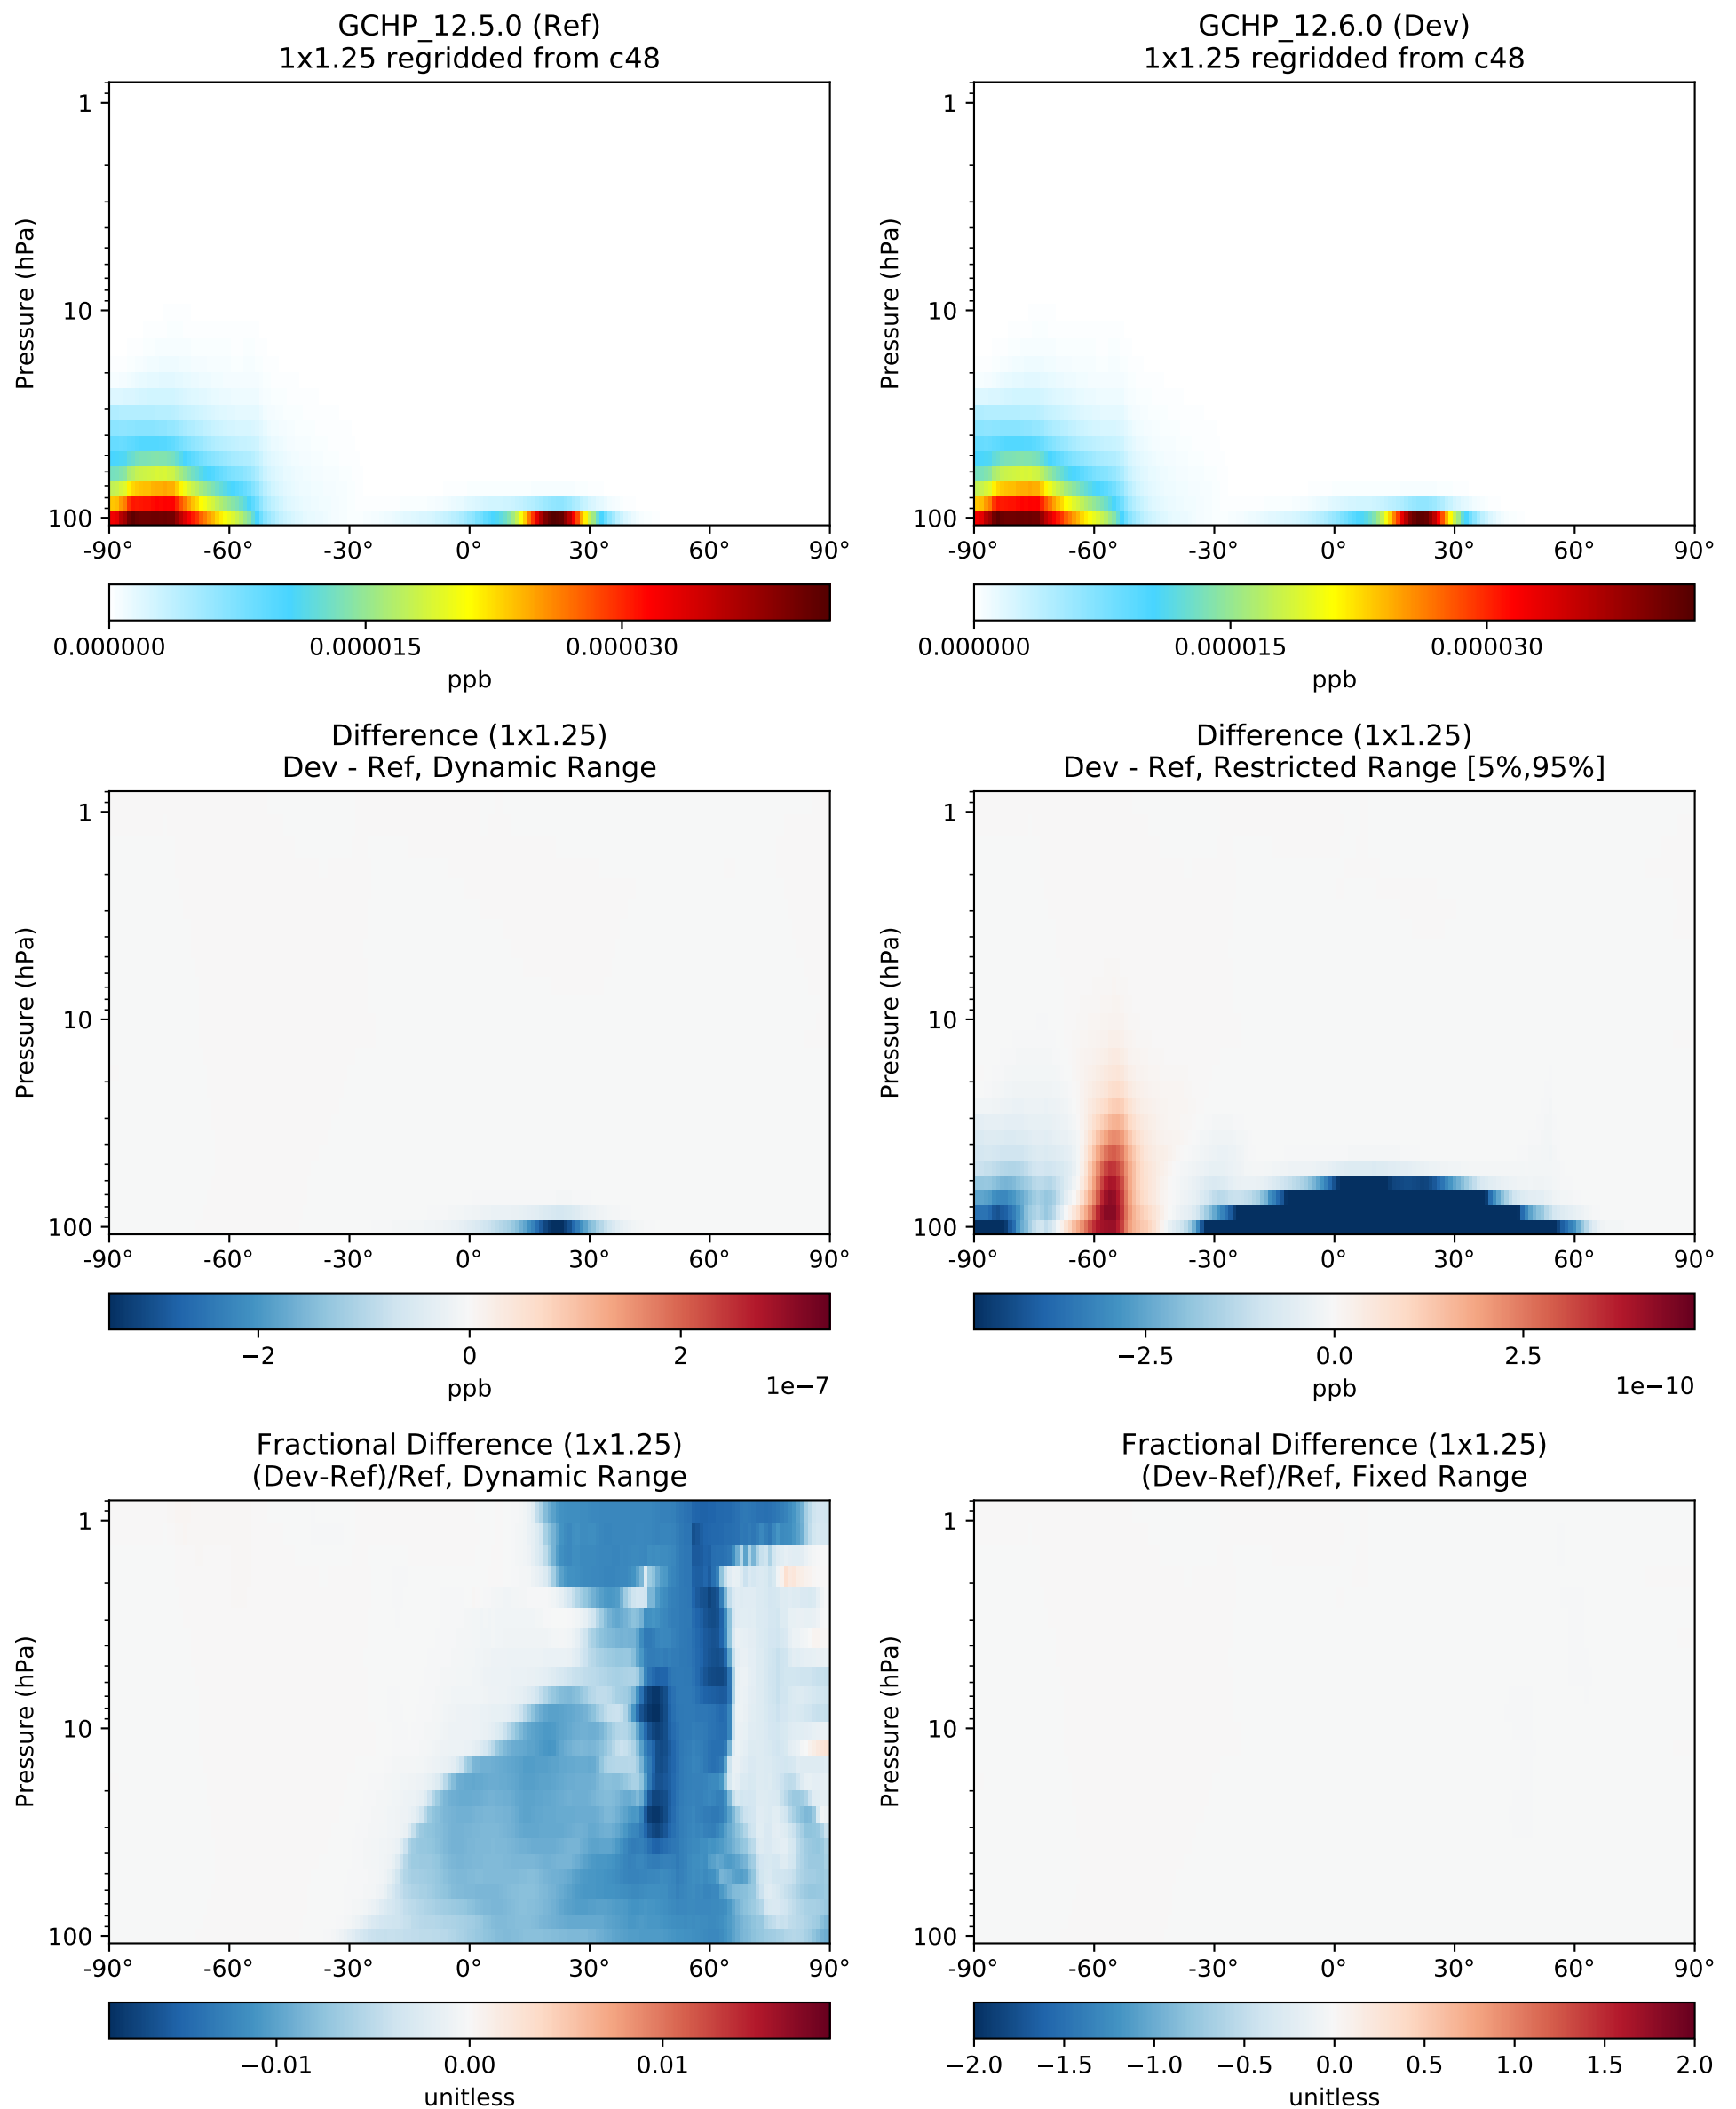 GCHP_12.5.0 (Ref)
1x1.25 regridded from c48
Pressure (hPa)
1
10
100
-90° -60° -30° 0° 30° 60° 90°
0.000000 0.000015 0.000030
ppb
GCHP_12.6.0 (Dev)
1x1.25 regridded from c48
Pressure (hPa)
1
10
100
-90° -60° -30° 0° 30° 60° 90°
0.000000 0.000015 0.000030
ppb
Difference (1x1.25)
Dev - Ref, Dynamic Range
Pressure (hPa)
1
10
100
-90° -60° -30° 0° 30° 60° 90°
−2 0 2
ppb
1e−7
Difference (1x1.25)
Dev - Ref, Restricted Range [5%,95%]
Pressure (hPa)
1
10
100
-90° -60° -30° 0° 30° 60° 90°
−2.5 0.0 2.5
ppb
1e−10
Fractional Difference (1x1.25)
(Dev-Ref)/Ref, Dynamic Range
Pressure (hPa)
1
10
100
-90° -60° -30° 0° 30° 60° 90°
−0.01 0.00 0.01
unitless
Fractional Difference (1x1.25)
(Dev-Ref)/Ref, Fixed Range
Pressure (hPa)
1
10
100
-90° -60° -30° 0° 30° 60° 90°
−2.0 −1.5 −1.0 −0.5 0.0 0.5 1.0 1.5 2.0
unitless